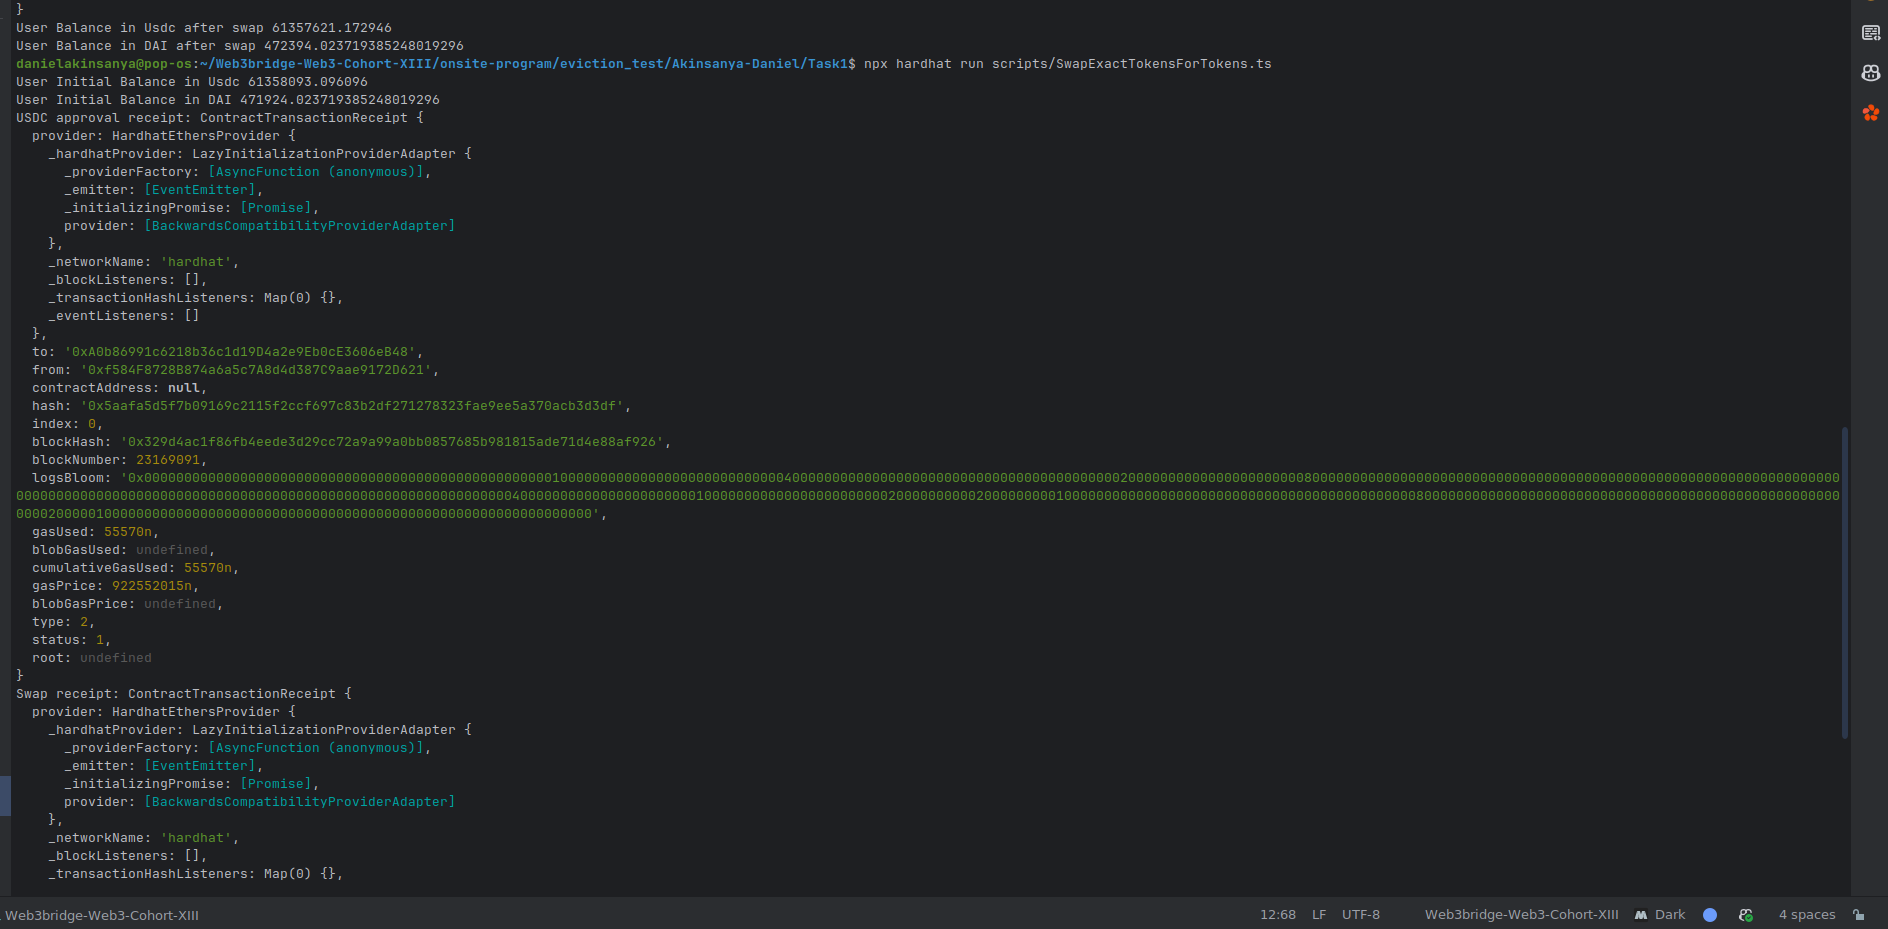 }
User Balance in Usdc after swap 61357621.172946
User Balance in DAI after swap 472394.023719385248019296
danielakinsanya@pop-os:~/Web3bridge-Web3-Cohort-XIII/onsite-program/eviction_test/Akinsanya-Daniel/Task1$ npx hardhat run scripts/SwapExactTokensForTokens.ts
User Initial Balance in Usdc 61358093.096096
User Initial Balance in DAI 471924.023719385248019296
USDC approval receipt: ContractTransactionReceipt {
  provider: HardhatEthersProvider {
    _hardhatProvider: LazyInitializationProviderAdapter {
      _providerFactory: [AsyncFunction (anonymous)],
      _emitter: [EventEmitter],
      _initializingPromise: [Promise],
      provider: [BackwardsCompatibilityProviderAdapter]
    },
    _networkName: 'hardhat',
    _blockListeners: [],
    _transactionHashListeners: Map(0) {},
    _eventListeners: []
  },
  to: '0xA0b86991c6218b36c1d19D4a2e9Eb0cE3606eB48',
  from: '0xf584F8728B874a6a5c7A8d4d387C9aae9172D621',
  contractAddress: null,
  hash: '0x5aafa5d5f7b09169c2115f2ccf697c83b2df271278323fae9ee5a370acb3d3df',
  index: 0,
  blockHash: '0x329d4ac1f86fb4eede3d29cc72a9a99a0bb0857685b981815ade71d4e88af926',
  blockNumber: 23169091,
  logsBloom:
  gasUsed: 55570n,
  blobGasUsed: undefined,
  cumulativeGasUsed: 55570n,
  gasPrice: 922552015n,
  blobGasPrice: undefined,
  type: 2,
  status: 1,
  root: undefined
}
Swap receipt: ContractTransactionReceipt {
  provider: HardhatEthersProvider {
    _hardhatProvider: LazyInitializationProviderAdapter {
      _providerFactory: [AsyncFunction (anonymous)],
      _emitter: [EventEmitter],
      _initializingPromise: [Promise],
      provider: [BackwardsCompatibilityProviderAdapter]
    },
    _networkName: 'hardhat',
    _blockListeners: [],
    _transactionHashListeners: Map(0) {},
Web3bridge-Web3-Cohort-XIII 12:68 LF UTF-8 Web3bridge-Web3-Cohort-XIII Dark 4 spaces